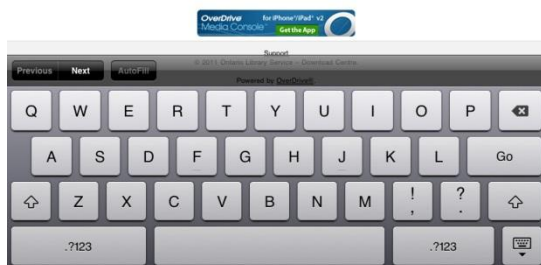 OverDrive for iPhone®/iPad® v2
Media Console™ Get the App
Support
© 2011 Ontario Library Service – Download Centre.
Previous Next AutoFill
Powered by OverDrive®
Q W E R T Y U I O P
A S D F G H J K L Go
Z X C V B N M ! , ? .
.?123 .?123